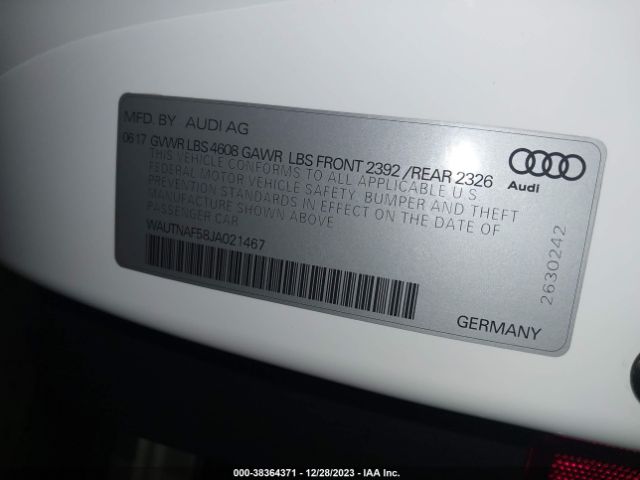 MFD. BY AUDI AG
0617 GVWR LBS 4608 GAWR LBS FRONT 2392 /REAR 2326
THIS VEHICLE CONFORMS TO ALL APPLICABLE U S
FEDERAL MOTOR VEHICLE SAFETY. BUMPER AND THEFT
PREVENTION STANDARDS IN EFFECT ON THE DATE OF
MANUFACTURE SHOWN ABOVE
PASSENGER CAR
WAUTNAF58JA021467
Audi
2630242
GERMANY
000-38364371 - 12/28/2023 - IAA Inc.